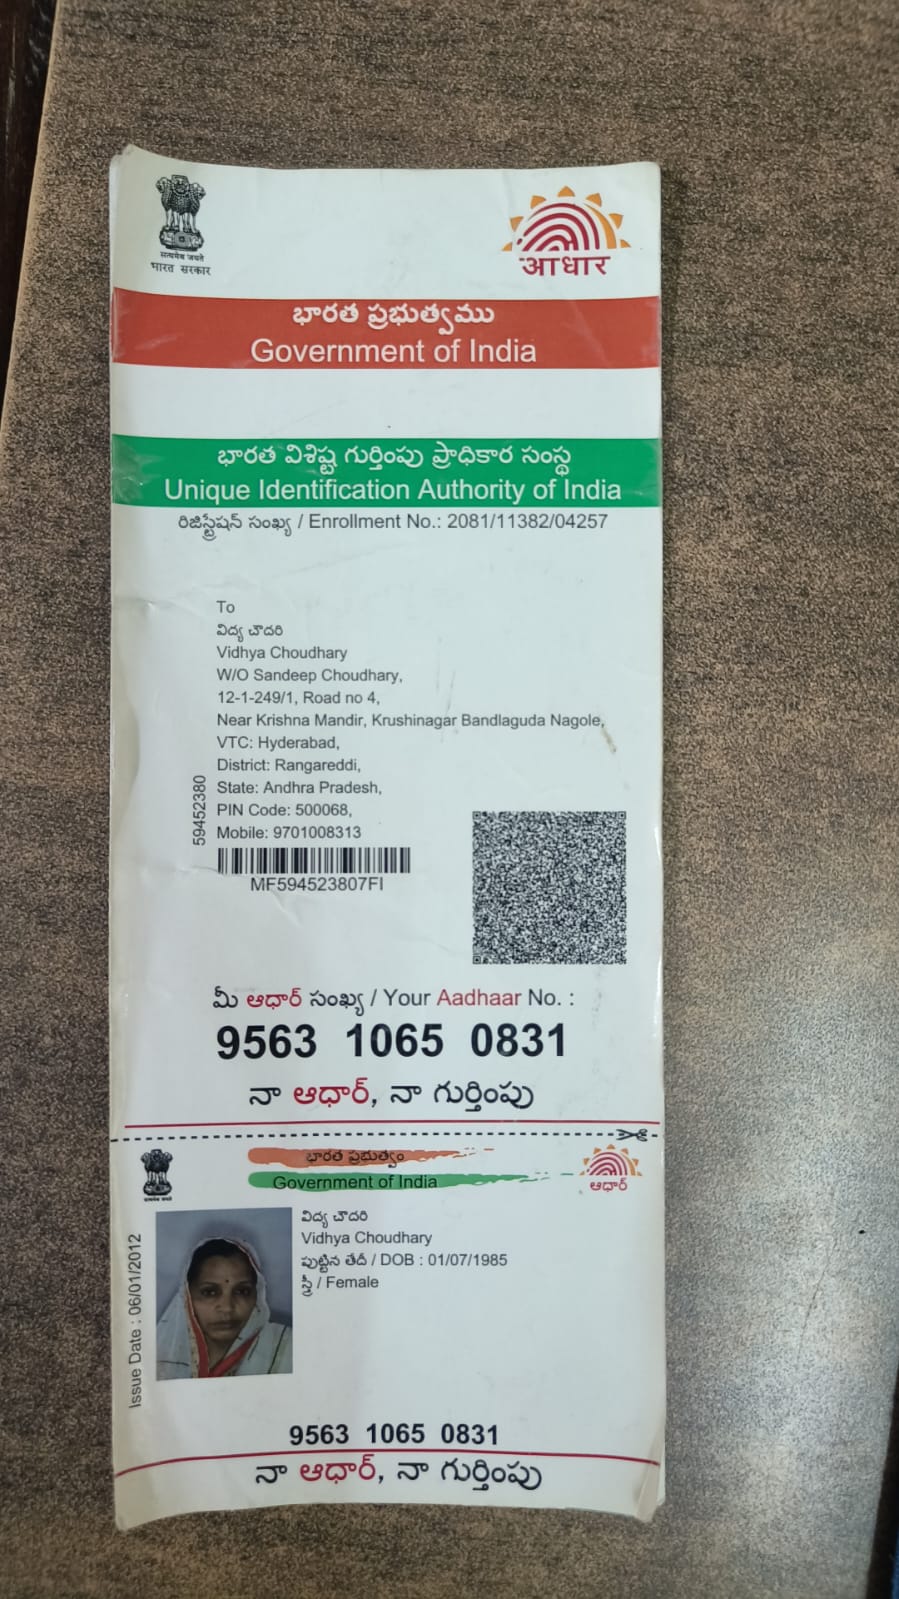 सत्यमेव जयते
भारत सरकार
आधार
భారత ప్రభుత్వము
Government of India
భారత విశిష్ట గుర్తింపు ప్రాధికార సంస్థ
Unique Identification Authority of India
రిజిస్ట్రేషన్ సంఖ్య / Enrollment No.: 2081/11382/04257
To
విద్య చౌదరి
Vidhya Choudhary
W/O Sandeep Choudhary,
12-1-249/1, Road no 4,
Near Krishna Mandir, Krushinagar Bandlaguda Nagole,
VTC: Hyderabad,
District: Rangareddi,
State: Andhra Pradesh,
PIN Code: 500068,
Mobile: 9701008313
59452380
MF594523807FI
మీ ఆధార్ సంఖ్య / Your Aadhaar No. :
9563 1065 0831
నా ఆధార్, నా గుర్తింపు
భారత ప్రభుత్వం
Government of India
ఆధార్
విద్య చౌదరి
Vidhya Choudhary
పుట్టిన తేదీ / DOB : 01/07/1985
స్త్రీ / Female
Issue Date : 06/01/2012
9563 1065 0831
నా ఆధార్, నా గుర్తింపు